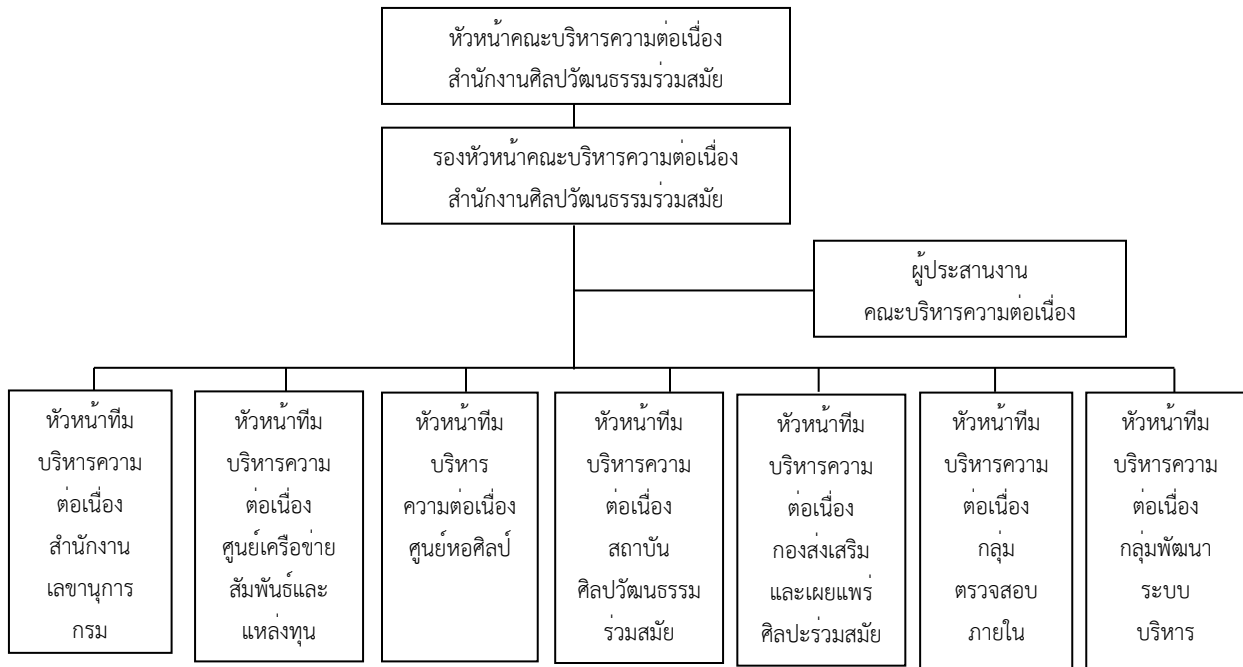 หัวหน้าคณะบริหารความต่อเนื่อง
สำนักงานศิลปวัฒนธรรมร่วมสมัย
รองหัวหน้าคณะบริหารความต่อเนื่อง
สำนักงานศิลปวัฒนธรรมร่วมสมัย
ผู้ประสานงาน
คณะบริหารความต่อเนื่อง
หัวหน้าทีม
บริหารความ
ต่อเนื่อง
สำนักงาน
เลขานุการ
กรม
หัวหน้าทีม
บริหารความ
ต่อเนื่อง
ศูนย์เครือข่าย
สัมพันธ์และ
แหล่งทุน
หัวหน้าทีม
บริหาร
ความต่อเนื่อง
ศูนย์หอศิลป์
หัวหน้าทีม
บริหารความ
ต่อเนื่อง
สถาบัน
ศิลปวัฒนธรรม
ร่วมสมัย
หัวหน้าทีม
บริหารความ
ต่อเนื่อง
กองส่งเสริม
และเผยแพร่
ศิลปะร่วมสมัย
หัวหน้าทีม
บริหารความ
ต่อเนื่อง
กลุ่ม
ตรวจสอบ
ภายใน
หัวหน้าทีม
บริหารความ
ต่อเนื่อง
กลุ่มพัฒนา
ระบบ
บริหาร